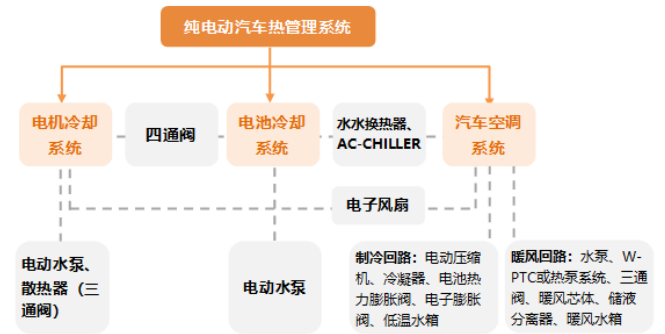 纯电动汽车热管理系统
电机冷却
系统
四通阀
电池冷却
系统
水水换热器、
AC-CHILLER
汽车空调
系统
电子风扇
电动水泵、
散热器（三
通阀）
电动水泵
制冷回路：电动压缩
机、冷凝器、电池热
力膨胀阀、电子膨胀
阀、低温水箱
暖风回路：水泵、W-
PTC或热泵系统、三通
阀、暖风芯体、储液
分离器、暖风水箱